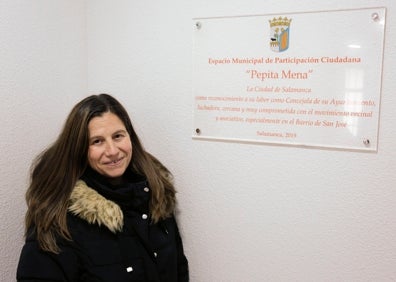 Espacio Municipal de Participación Ciudadana
"Pepita Mena"
La Ciudad de Salamanca
como reconocimiento a su labor como Concejala de su Ayuntamiento,
luchadora, cercana y muy comprometida con el movimiento vecinal
y asociativo, especialmente en el Barrio de San José
Salamanca, 2019